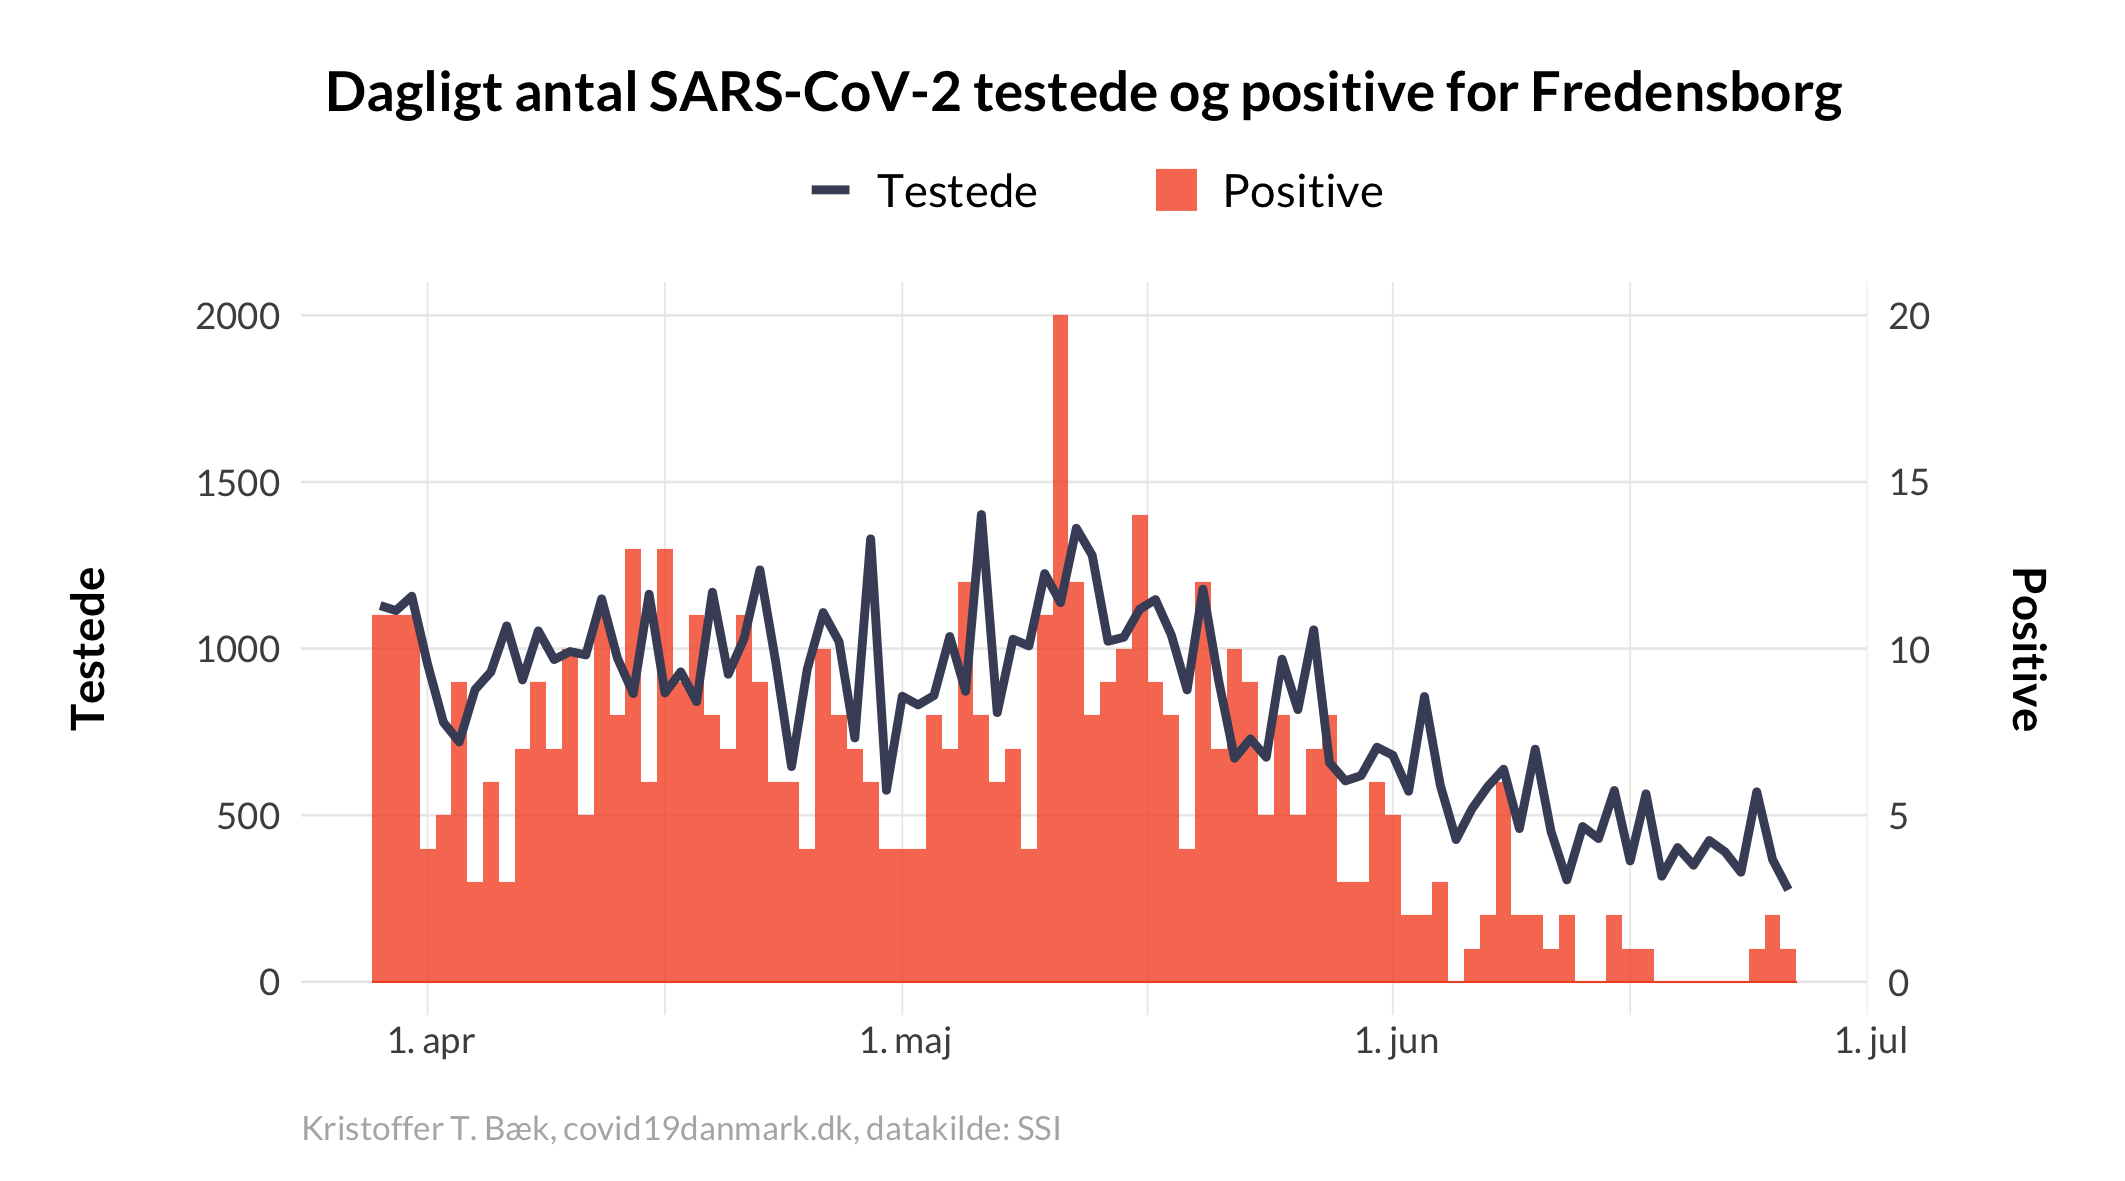 Dagligt antal SARS-CoV-2 testede og positive for Fredensborg
Testede Positive
2000 20
1500 15
1000 10
500 5
0 0
Testede
Positive
1. apr 1. maj 1. jun 1. jul
Kristoffer T. Bæk, covid19danmark.dk, datakilde: SSI